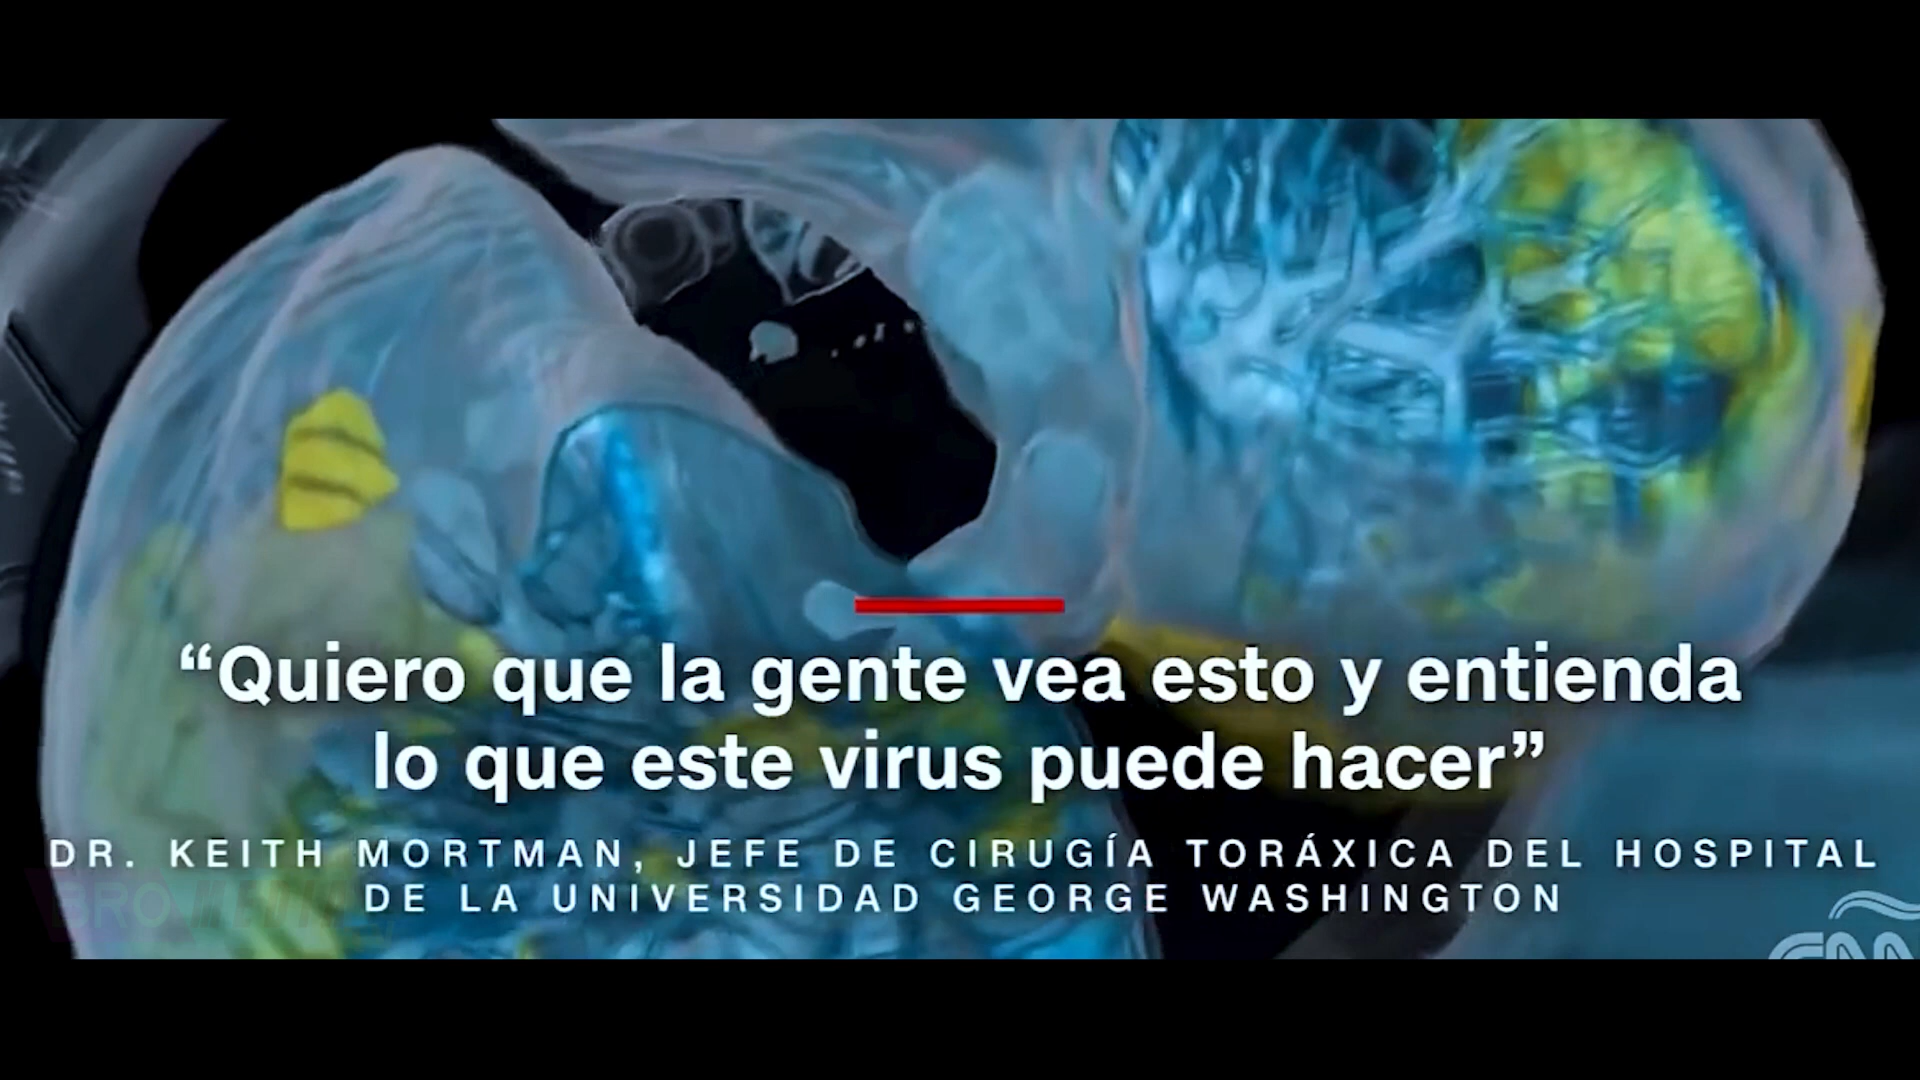 “Quiero que la gente vea esto y entienda
lo que este virus puede hacer”
DR. KEITH MORTMAN, JEFE DE CIRUGÍA TORÁXICA DEL HOSPITAL
DE LA UNIVERSIDAD GEORGE WASHINGTON
CNN